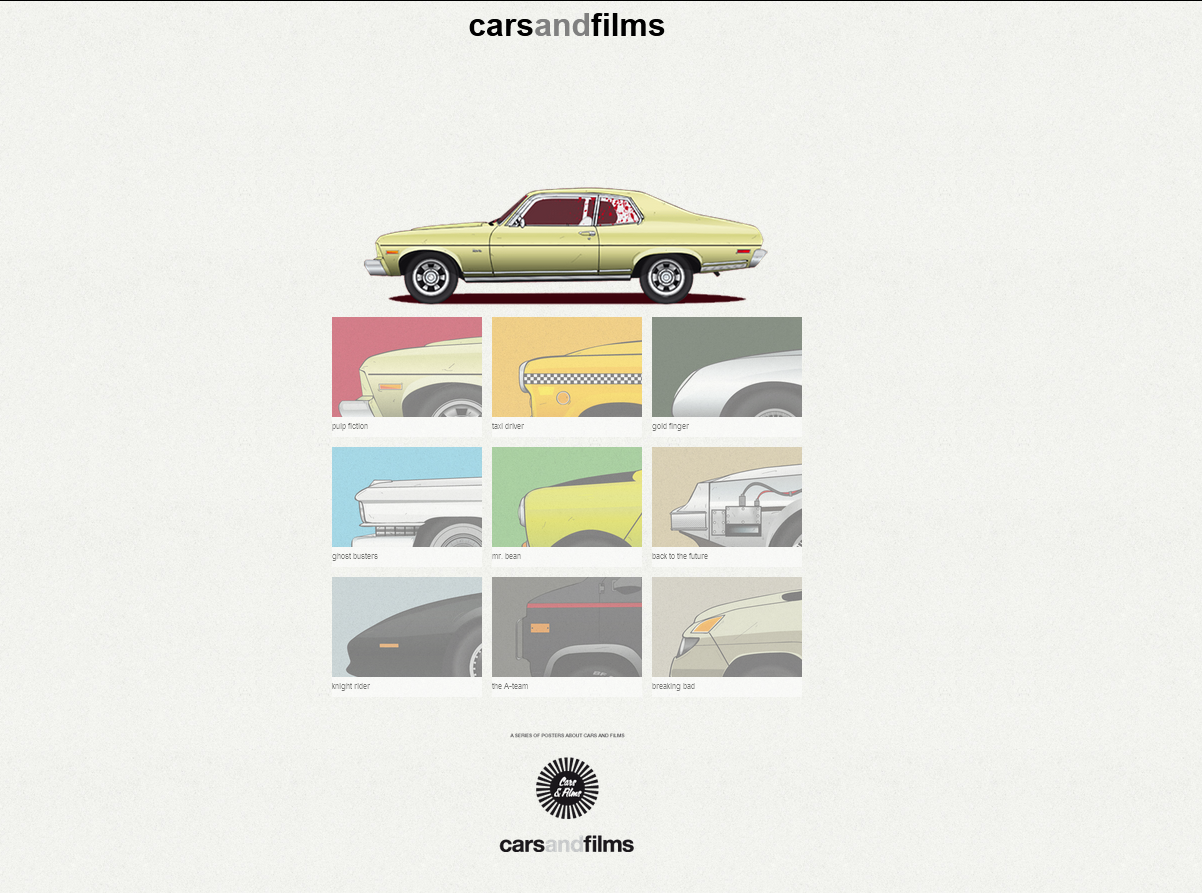 carsandfilms
pulp fiction
taxi driver
gold finger
ghost busters
mr. bean
back to the future
knight rider
the A-team
breaking bad
A SERIES OF POSTERS ABOUT CARS AND FILMS
Cars
& Films
carsandfilms